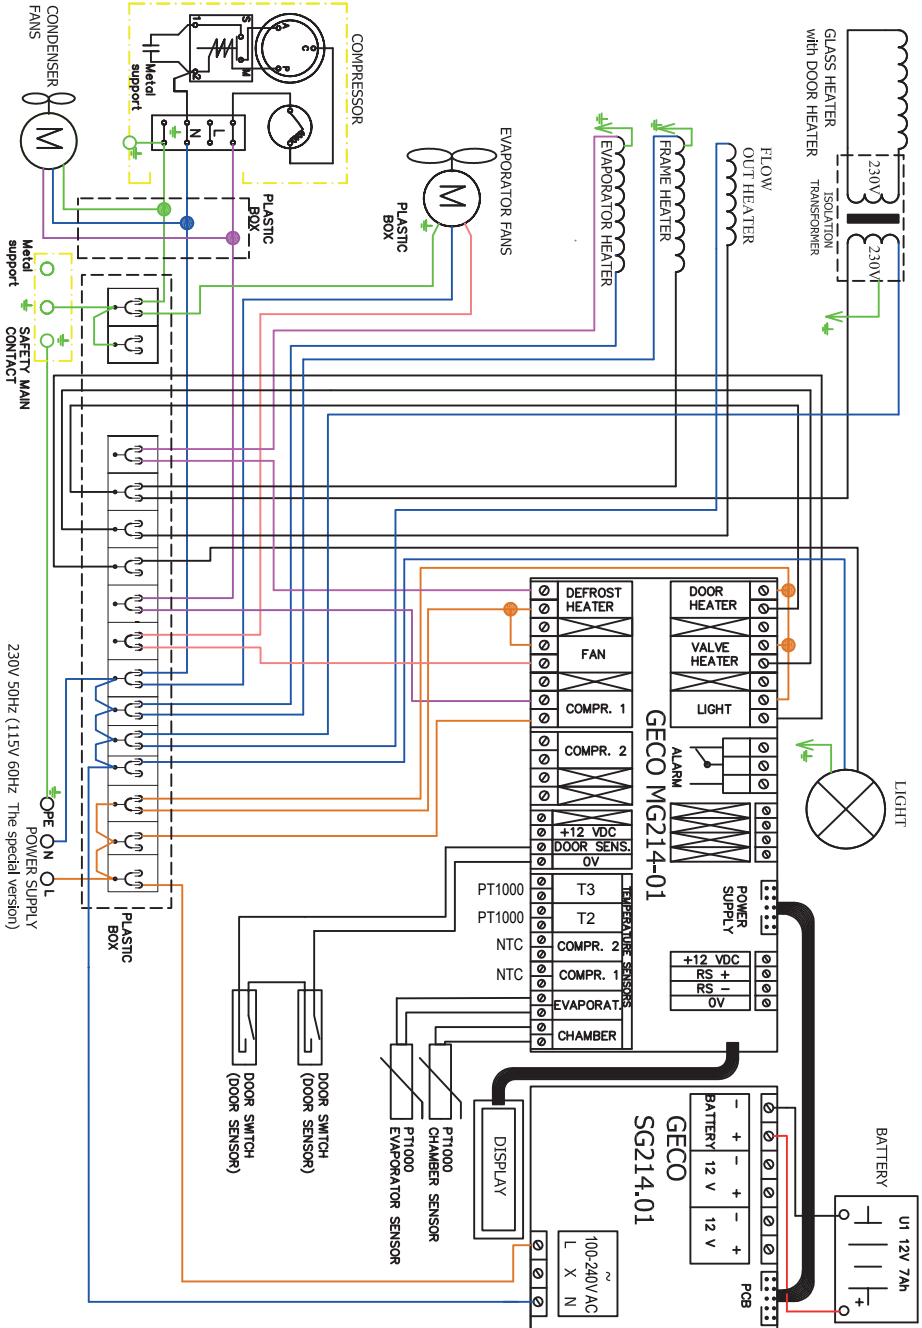 GLASS HEATER
with DOOR HEATER
230V
230V
ISOLATION
TRANSFORMER
FLOW
OUT HEATER
FRAME HEATER
EVAPORATOR HEATER
EVAPORATOR FANS
M
PLASTIC
BOX
COMPRESSOR
A
C
P
S
M
1
2
L
N
Metal
support
CONDENSER
FANS
M
PLASTIC
BOX
Metal
support
SAFETY MAIN
CONTACT
PLASTIC
BOX
PE
N
L
POWER SUPPLY
230V 50Hz (115V 60Hz The special version)
LIGHT
GECO MG214-01
DEFROST
HEATER
FAN
COMPR. 1
COMPR. 2
+12 VDC
DOOR SENS.
0V
T3
T2
COMPR. 2
COMPR. 1
EVAPORAT.
CHAMBER
TEMPERATURE SENSORS
PT1000
PT1000
NTC
NTC
DOOR
HEATER
VALVE
HEATER
LIGHT
ALARM
POWER
SUPPLY
+12 VDC
RS +
RS -
0V
DOOR SWITCH
(DOOR SENSOR)
DOOR SWITCH
(DOOR SENSOR)
PT1000
CHAMBER SENSOR
PT1000
EVAPORATOR SENSOR
DISPLAY
GECO
SG214.01
- +
BATTERY
- +
12 V
- +
12 V
PCB
~
100-240V AC
L X N
BATTERY
U1 12V 7Ah
+